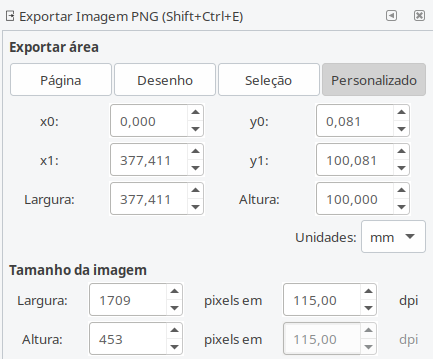 Exportar Imagem PNG (Shift+Ctrl+E)
Exportar área
Página Desenho Seleção Personalizado
x0: 0,000 y0: 0,081
x1: 377,411 y1: 100,081
Largura: 377,411 Altura: 100,000
Unidades: mm
Tamanho da imagem
Largura: 1709 pixels em 115,00 dpi
Altura: 453 pixels em 115,00 dpi